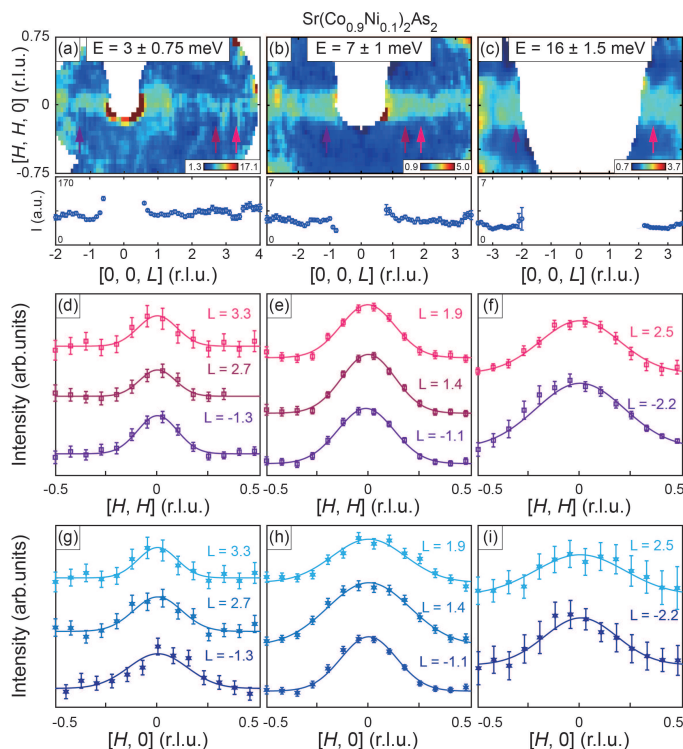 Sr(Co0.9Ni0.1)2As2
(a) E = 3 ± 0.75 meV
(b) E = 7 ± 1 meV
(c) E = 16 ± 1.5 meV
[H, H, 0] (r.l.u.)
0.75
0
-0.75
1.3 17.1
0.9 5.0
0.7 3.7
I (a.u.)
170
0
7
0
7
0
-2 -1 0 1 2 3 4
-2 -1 0 1 2 3
-3 -2 -1 0 1 2 3
[0, 0, L] (r.l.u.)
[0, 0, L] (r.l.u.)
[0, 0, L] (r.l.u.)
Intensity (arb.units)
(d)
L = 3.3
L = 2.7
L = -1.3
(e)
L = 1.9
L = 1.4
L = -1.1
(f)
L = 2.5
L = -2.2
-0.5 0 0.5
-0.5 0 0.5
0 0.5
[H, H] (r.l.u.)
[H, H] (r.l.u.)
[H, H] (r.l.u.)
Intensity (arb.units)
(g)
L = 3.3
L = 2.7
L = -1.3
(h)
L = 1.9
L = 1.4
L = -1.1
(i)
L = 2.5
L = -2.2
-0.5 0 0.5
-0.5 0 0.5
-0.5 0 0.5
[H, 0] (r.l.u.)
[H, 0] (r.l.u.)
[H, 0] (r.l.u.)